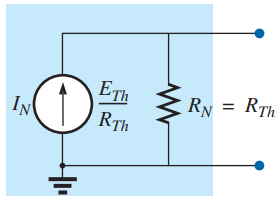 I_N
E_Th
R_Th
R_N = R_Th